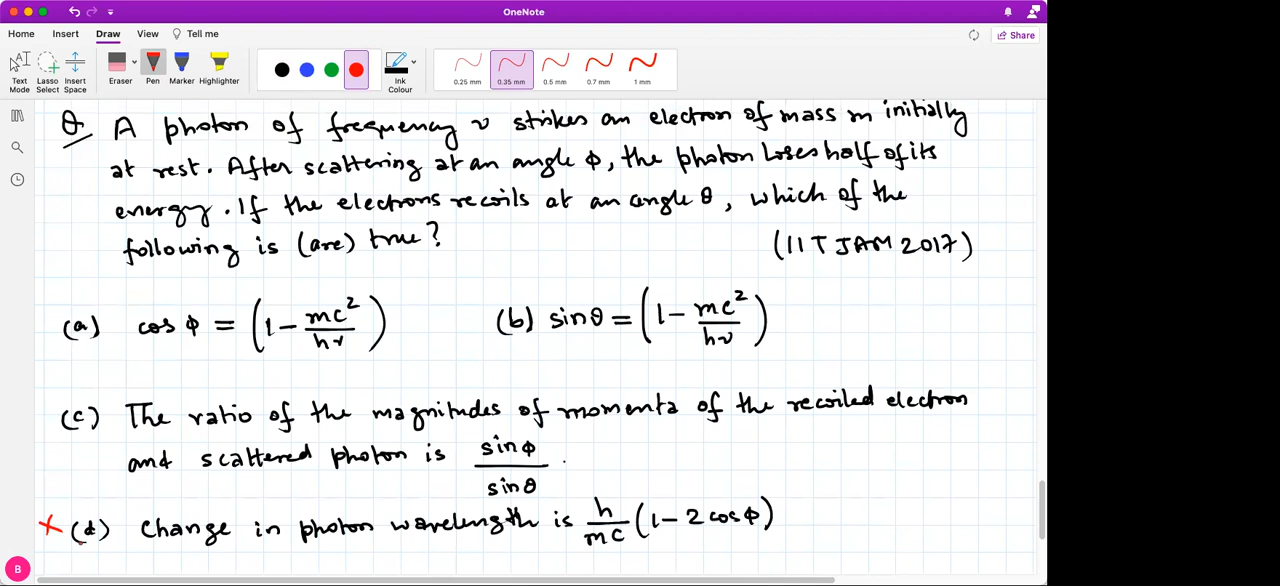 OneNote
Home Insert Draw View Tell me
Share
Text Mode Lasso Select Insert Space Eraser Pen Marker Highlighter Ink Colour 0.25 mm 0.35 mm 0.5 mm 0.7 mm 1 mm
Q A photon of frequency ν strikes an electron of mass m initially
at rest. After scattering at an angle ϕ, the photon loses half of its
energy. If the electrons recoils at an angle θ, which of the
following is (are) true? (IIT JAM 2017)
(a) cos ϕ = (1 - mc²/hν) (b) sin θ = (1 - mc²/hν)
(c) The ratio of the magnitudes of momenta of the recoiled electron
and scattered photon is sin ϕ / sin θ .
× (d) Change in photon wavelength is h/mc (1 - 2 cos ϕ)
B